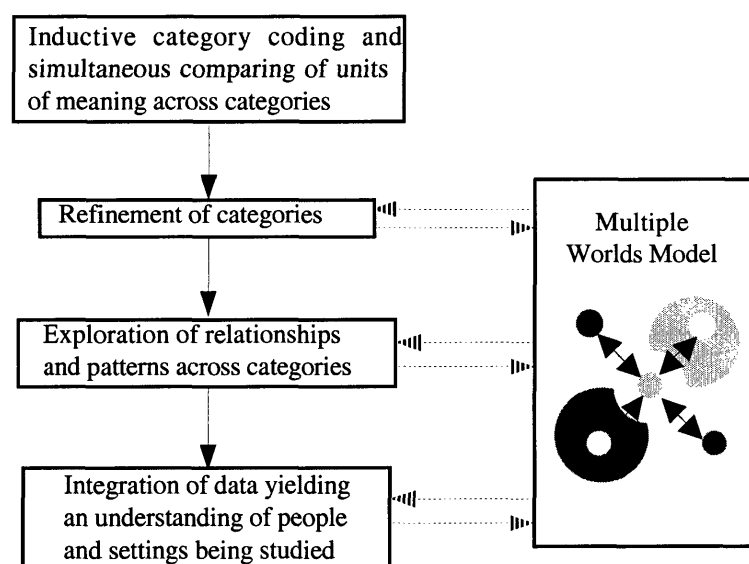 Inductive category coding and
simultaneous comparing of units
of meaning across categories
Refinement of categories
Multiple
Worlds Model
Exploration of relationships
and patterns across categories
Integration of data yielding
an understanding of people
and settings being studied